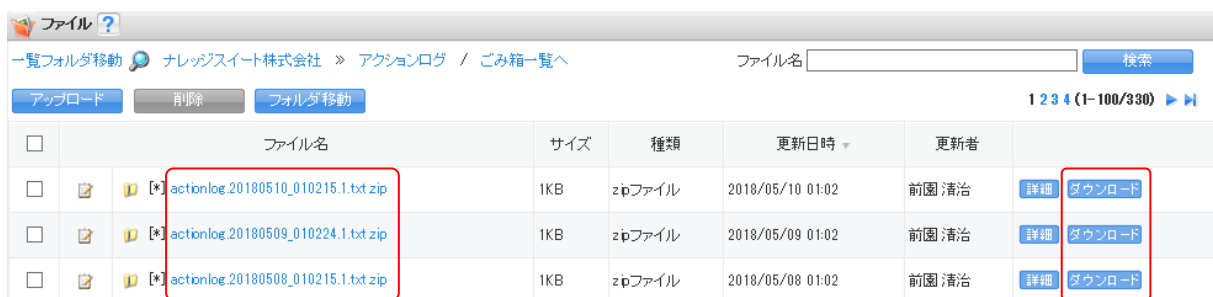 ファイル ?
一覧フォルダ移動 ナレッジスイート株式会社 » アクションログ / ごみ箱一覧へ ファイル名 検索
アップロード 削除 フォルダ移動 1 2 3 4 (1-100/330)
ファイル名 サイズ 種類 更新日時 ▼ 更新者
[*] actionlog.20180510_010215.1.txt.zip 1KB zipファイル 2018/05/10 01:02 前園 清治 詳細 ダウンロード
[*] actionlog.20180509_010224.1.txt.zip 1KB zipファイル 2018/05/09 01:02 前園 清治 詳細 ダウンロード
[*] actionlog.20180508_010215.1.txt.zip 1KB zipファイル 2018/05/08 01:02 前園 清治 詳細 ダウンロード